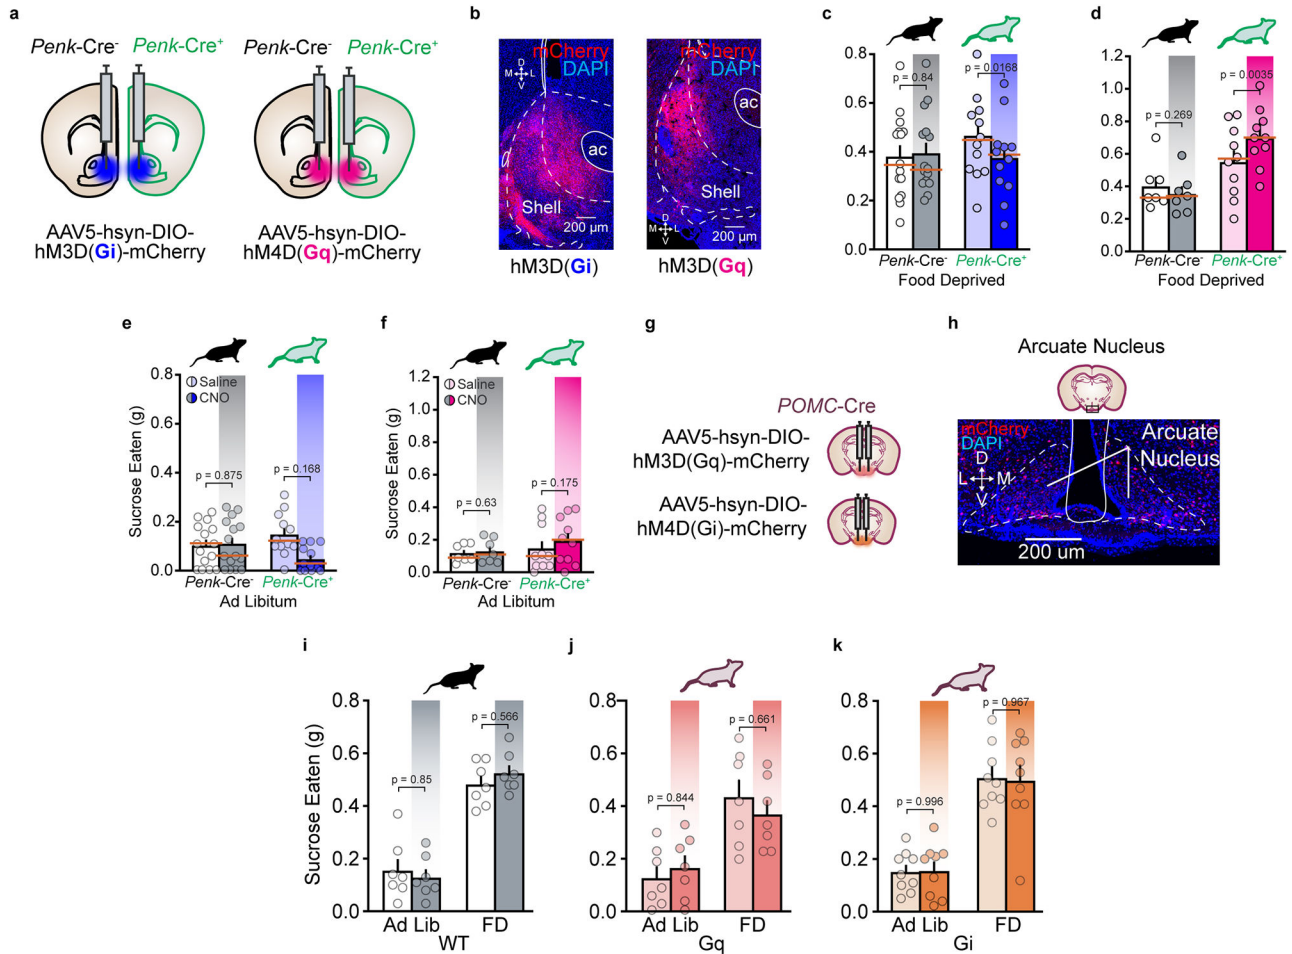 a
Penk-Cre⁻ Penk-Cre⁺
Penk-Cre⁻ Penk-Cre⁺
AAV5-hsyn-DIO-
hM3D(Gi)-mCherry
AAV5-hsyn-DIO-
hM4D(Gq)-mCherry
b
mCherry
DAPI
D
M L
V
ac
Shell
200 µm
hM3D(Gi)
mCherry
DAPI
ac
Shell
D
M L
V
200 µm
hM3D(Gq)
c
0.8
0.6
0.4
0.2
0.0
p = 0.84
p = 0.0168
Penk-Cre⁻ Penk-Cre⁺
Food Deprived
d
1.2
1.0
0.8
0.6
0.4
0.2
0.0
p = 0.269
p = 0.0035
Penk-Cre⁻ Penk-Cre⁺
Food Deprived
e
Sucrose Eaten (g)
0.8
0.6
0.4
0.2
0.0
Saline
CNO
p = 0.875
p = 0.168
Penk-Cre⁻ Penk-Cre⁺
Ad Libitum
f
Sucrose Eaten (g)
1.2
1.0
0.8
0.6
0.4
0.2
0.0
Saline
CNO
p = 0.63
p = 0.175
Penk-Cre⁻ Penk-Cre⁺
Ad Libitum
g
POMC-Cre
AAV5-hsyn-DIO-
hM3D(Gq)-mCherry
AAV5-hsyn-DIO-
hM4D(Gi)-mCherry
h
Arcuate Nucleus
mCherry
DAPI
D
L M
V
Arcuate
Nucleus
200 um
i
Sucrose Eaten (g)
0.8
0.6
0.4
0.2
0.0
p = 0.85
p = 0.566
Ad Lib FD
WT
j
0.8
0.6
0.4
0.2
0.0
p = 0.844
p = 0.661
Ad Lib FD
Gq
k
0.8
0.6
0.4
0.2
0.0
p = 0.996
p = 0.967
Ad Lib FD
Gi